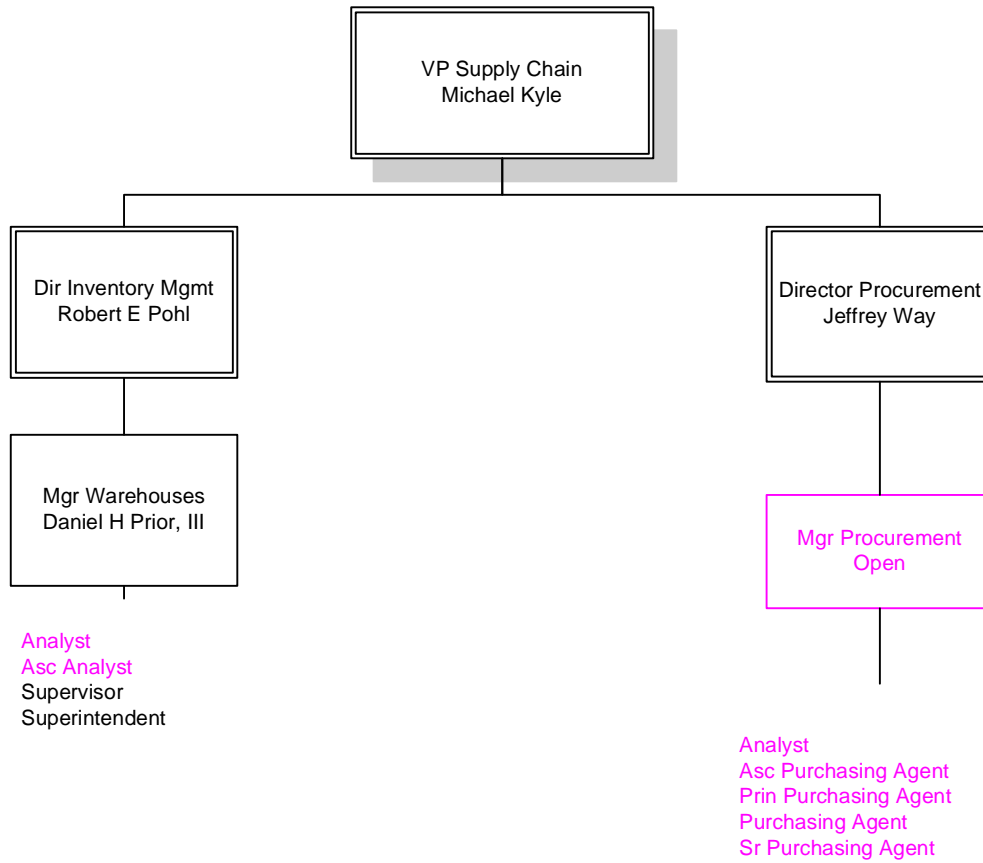 VP Supply Chain
Michael Kyle
Dir Inventory Mgmt
Robert E Pohl
Director Procurement
Jeffrey Way
Mgr Warehouses
Daniel H Prior, III
Mgr Procurement
Open
Analyst
Asc Analyst
Supervisor
Superintendent
Analyst
Asc Purchasing Agent
Prin Purchasing Agent
Purchasing Agent
Sr Purchasing Agent